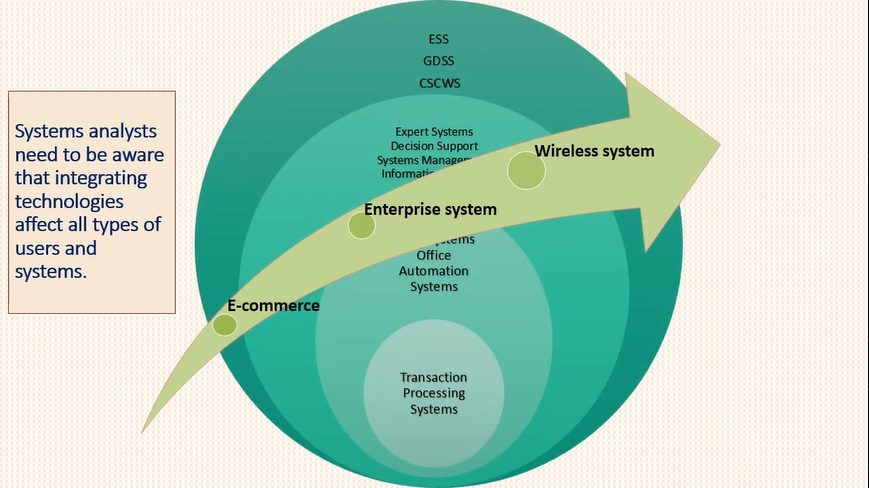 Systems analysts
need to be aware
that integrating
technologies
affect all types of
users and
systems.
ESS
GDSS
CSCWS
Expert Systems
Decision Support
Systems
Wireless system
Enterprise system
Office
Automation
Systems
E-commerce
Transaction
Processing
Systems